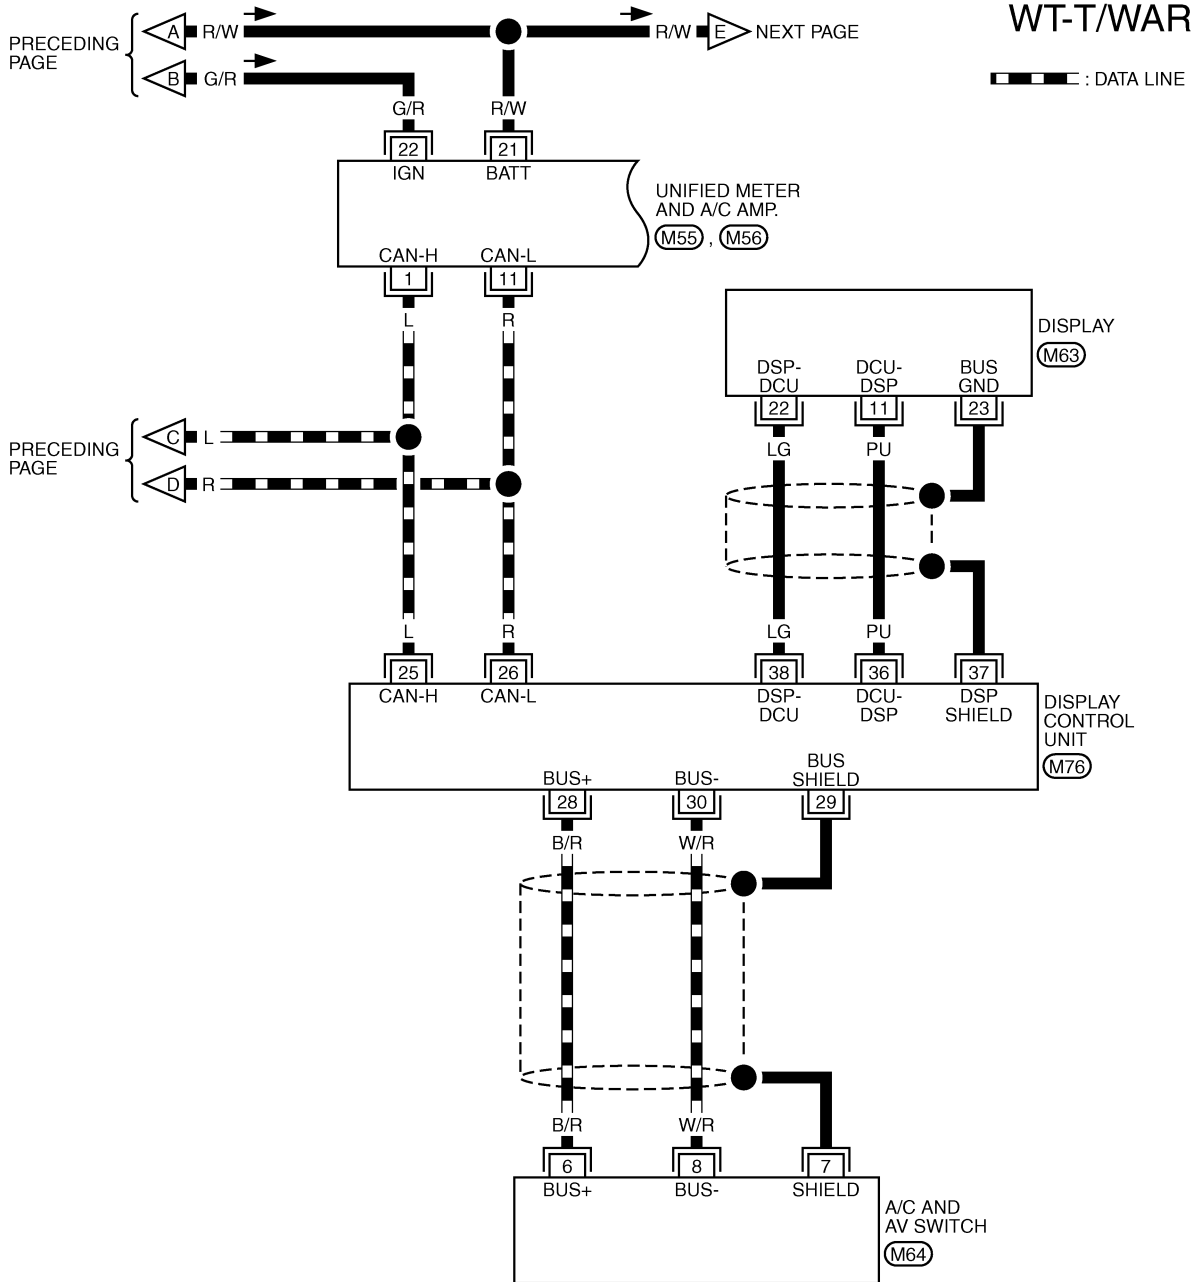 WT-T/WAR
PRECEDING
PAGE
A R/W R/W E NEXT PAGE
B G/R
: DATA LINE
G/R R/W
22 21
IGN BATT
UNIFIED METER
AND A/C AMP.
M55 , M56
CAN-H CAN-L
1 11
L R
DISPLAY
M63
DSP-
DCU
DCU-
DSP
BUS
GND
22 11 23
LG PU
PRECEDING
PAGE
C L
D R
L R
LG PU
25 26 38 36 37
CAN-H CAN-L
DSP-
DCU
DCU-
DSP
DSP
SHIELD
DISPLAY
CONTROL
UNIT
M76
BUS+ BUS-
BUS
SHIELD
28 30 29
B/R W/R
B/R W/R
6 8 7
BUS+ BUS- SHIELD
A/C AND
AV SWITCH
M64